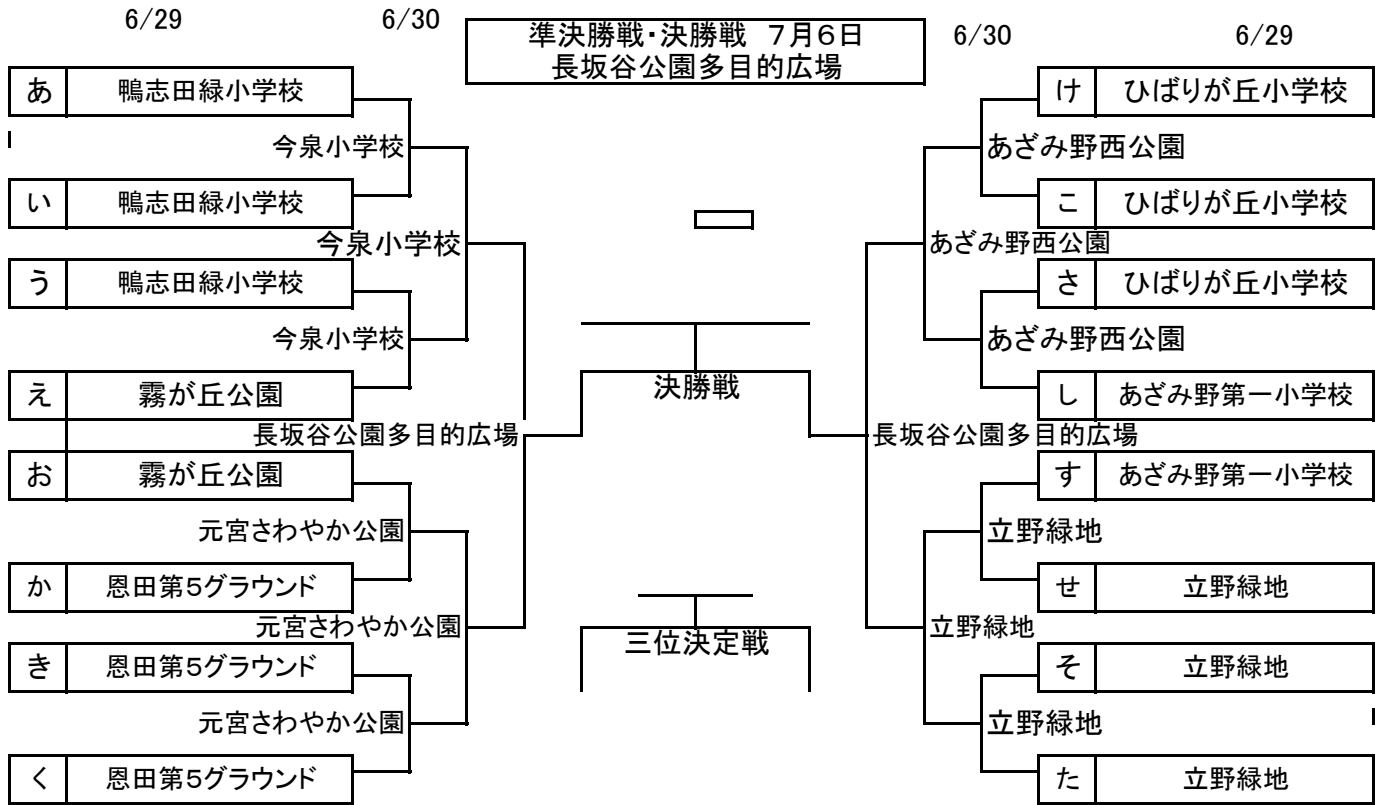 6/29
6/30
準決勝戦・決勝戦　7月6日
長坂谷公園多目的広場
6/30
6/29
あ 鴨志田緑小学校
今泉小学校
い 鴨志田緑小学校
今泉小学校
う 鴨志田緑小学校
今泉小学校
え 霧が丘公園
長坂谷公園多目的広場
お 霧が丘公園
元宮さわやか公園
か 恩田第5グラウンド
元宮さわやか公園
き 恩田第5グラウンド
元宮さわやか公園
く 恩田第5グラウンド
決勝戦
三位決定戦
け ひばりが丘小学校
あざみ野西公園
こ ひばりが丘小学校
あざみ野西公園
さ ひばりが丘小学校
あざみ野西公園
し あざみ野第一小学校
長坂谷公園多目的広場
す あざみ野第一小学校
立野緑地
せ 立野緑地
立野緑地
そ 立野緑地
立野緑地
た 立野緑地